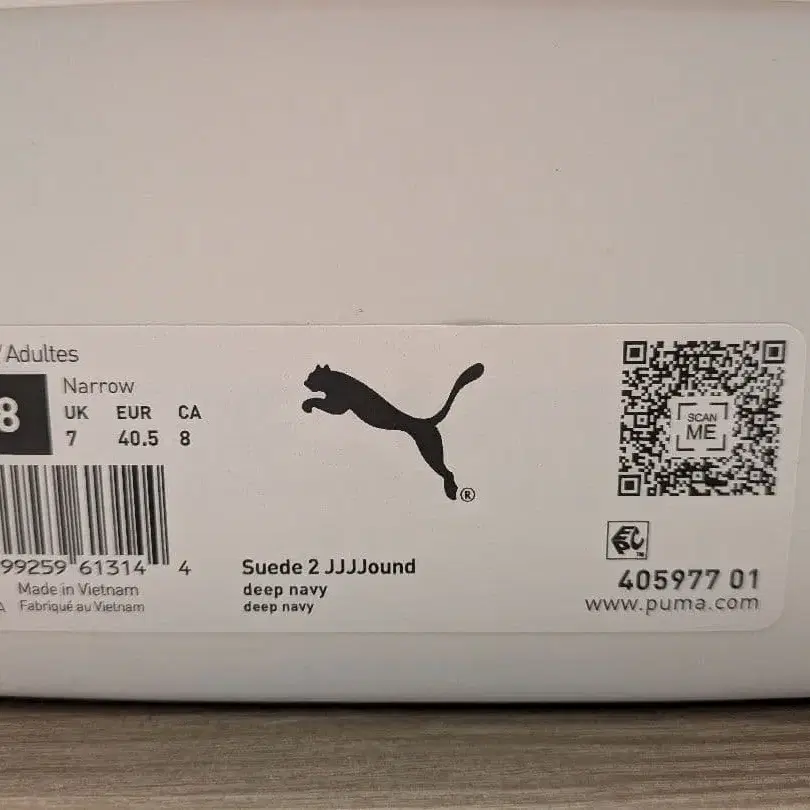 /Adultes
8
Narrow
UK EUR CA
7 40.5 8
99259 61314 4
Made in Vietnam
A Fabriqué au Vietnam
®
Suede 2 JJJJound
deep navy
deep navy
SCAN
ME
EPC™
405977 01
www.puma.com